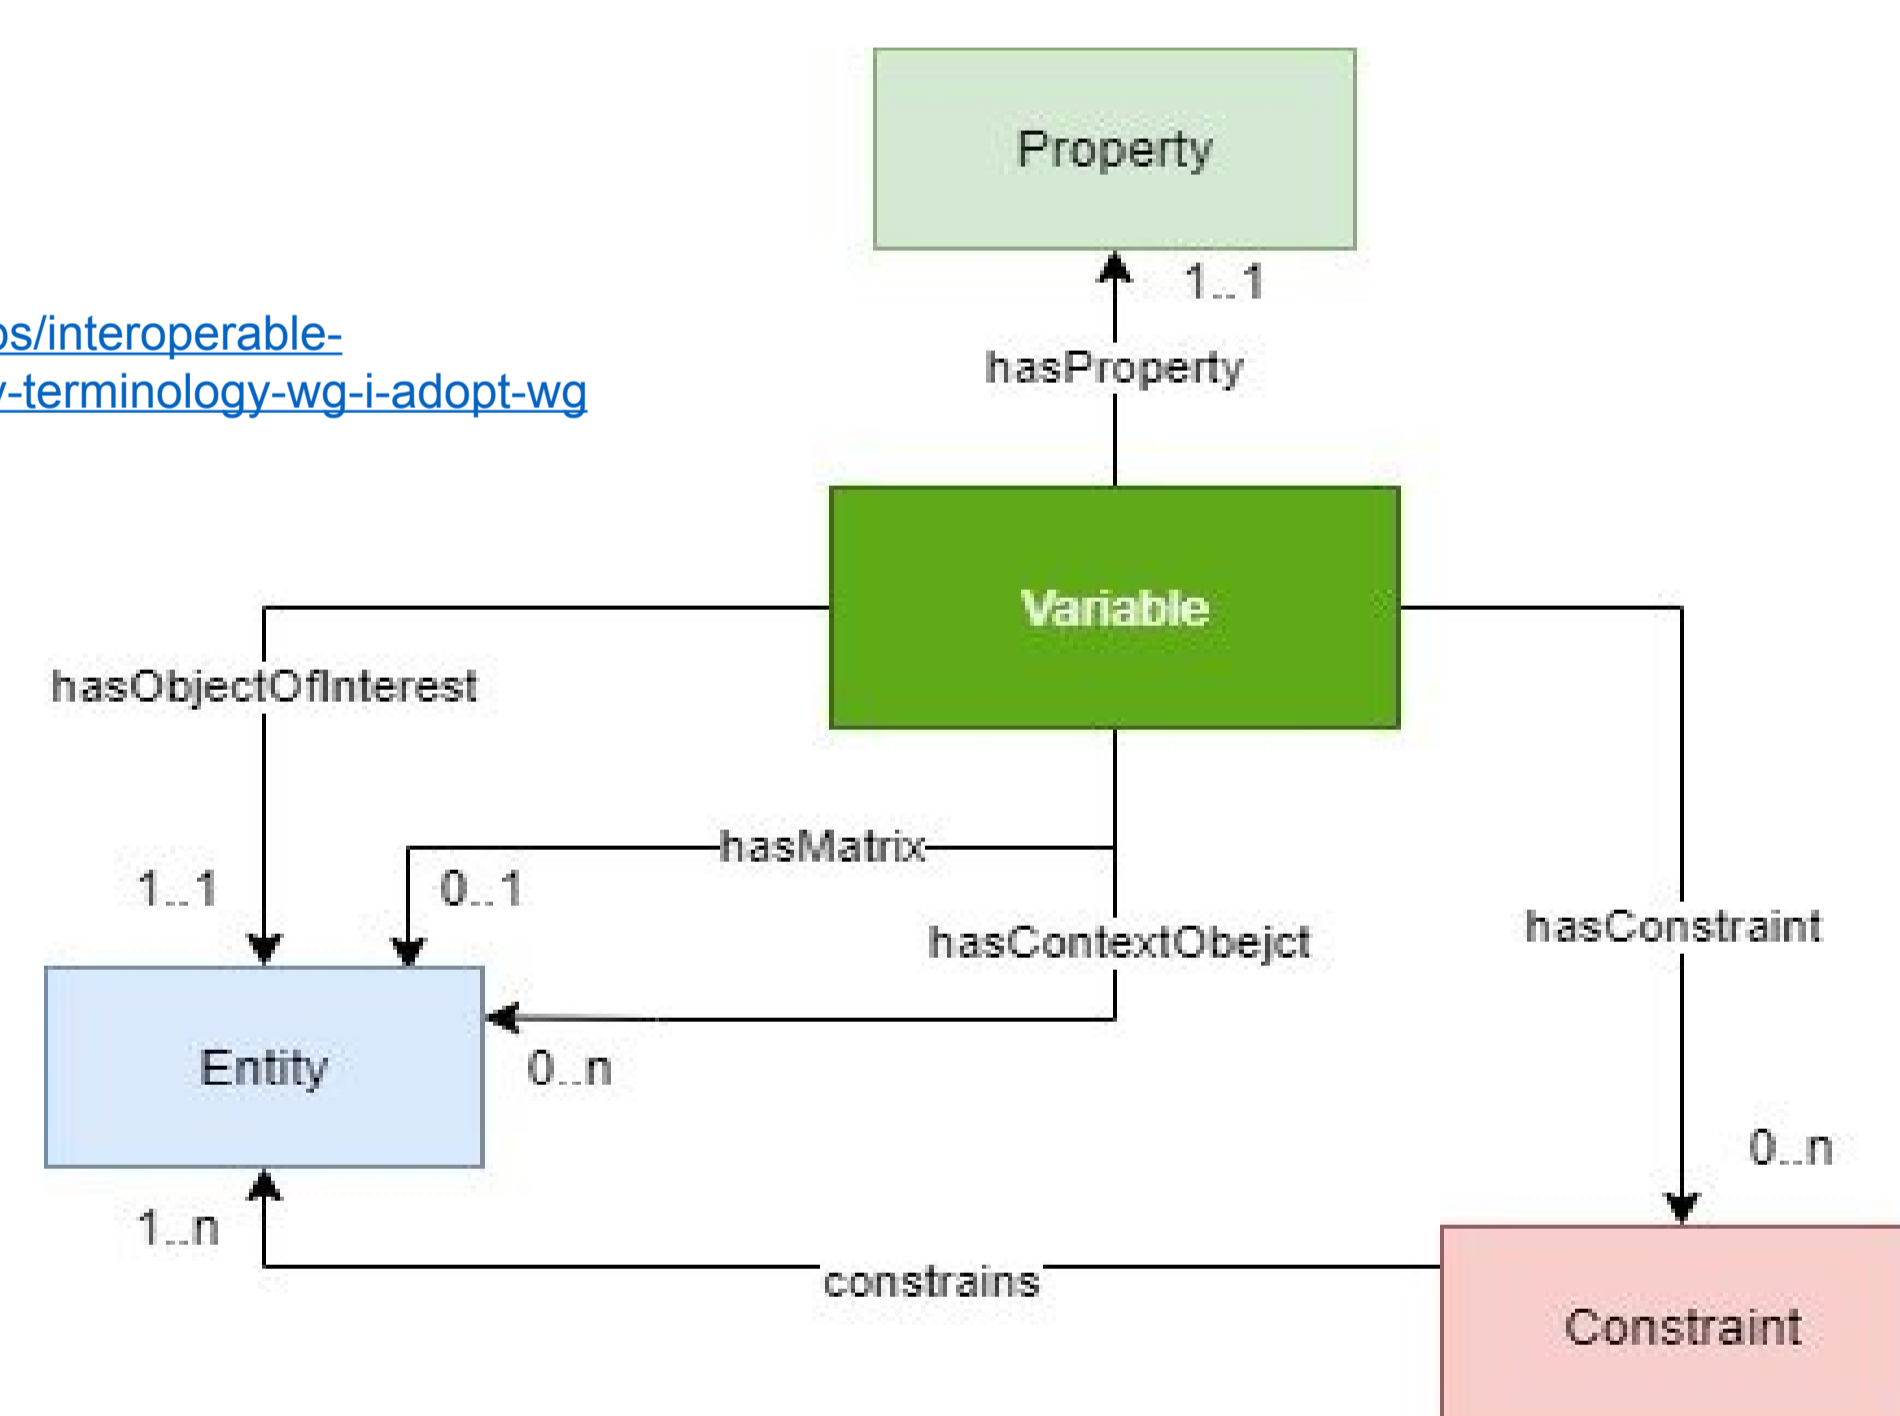 Property
1..1
os/interoperable-
y-terminology-wg-i-adopt-wg
hasProperty
Variable
hasObjectOfInterest
hasMatrix
1..1
0..1
hasContextObejct
hasConstraint
Entity
0..n
0..n
1..n
constrains
Constraint